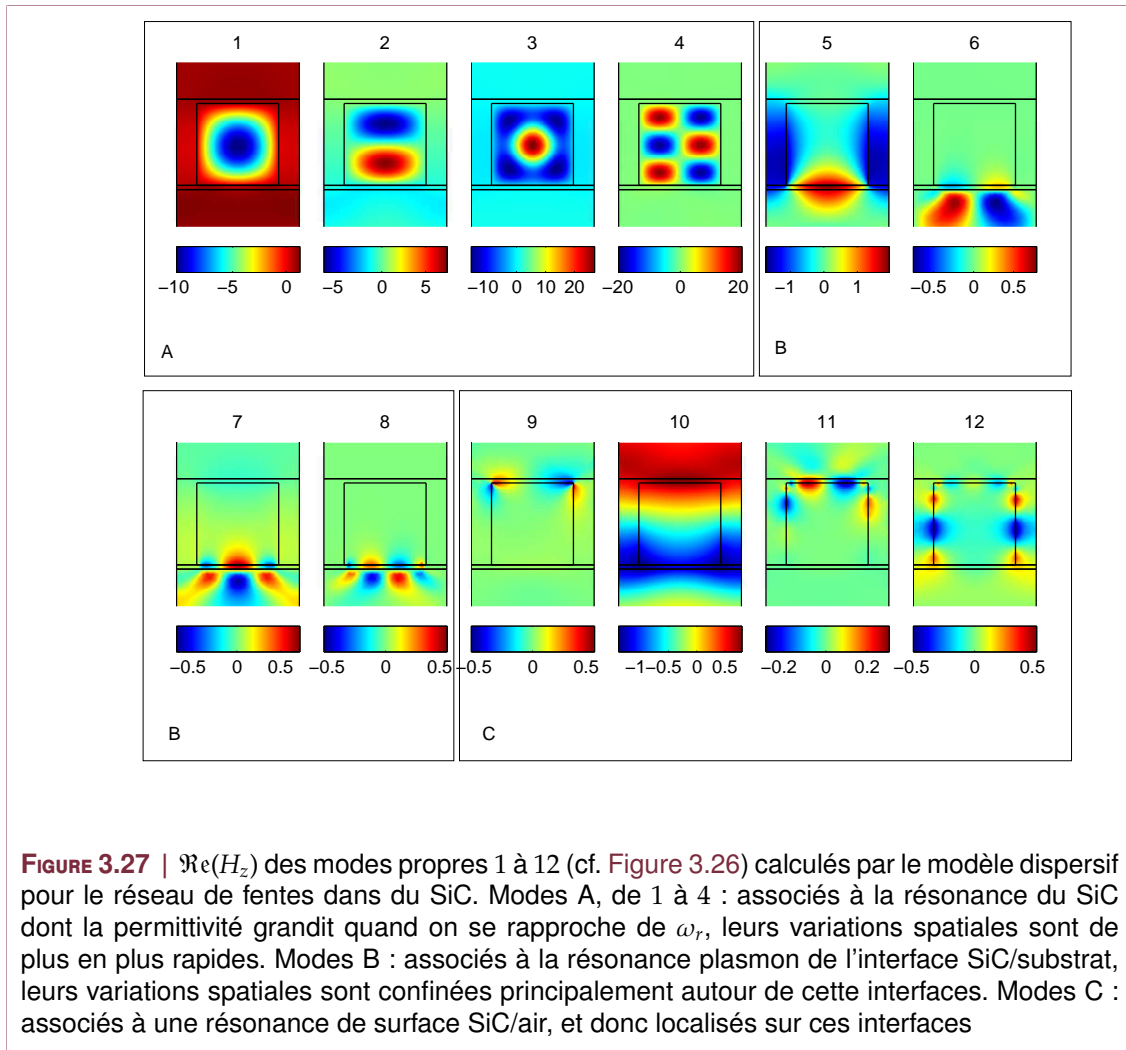 1 2 3 4 5 6
−10 −5 0 −5 0 5 −10 0 10 20 −20 0 20 −1 0 1 −0.5 0 0.5
A B
7 8 9 10 11 12
−0.5 0 0.5 −0.5 0 0.5 −0.5 0 0.5 −1 −0.5 0 0.5 −0.2 0 0.2 −0.5 0 0.5
B C
FIGURE 3.27 | ℜe(H_z) des modes propres 1 à 12 (cf. Figure 3.26) calculés par le modèle dispersif
pour le réseau de fentes dans du SiC. Modes A, de 1 à 4 : associés à la résonance du SiC
dont la permittivité grandit quand on se rapproche de ω_r, leurs variations spatiales sont de
plus en plus rapides. Modes B : associés à la résonance plasmon de l'interface SiC/substrat,
leurs variations spatiales sont confinées principalement autour de cette interfaces. Modes C :
associés à une résonance de surface SiC/air, et donc localisés sur ces interfaces